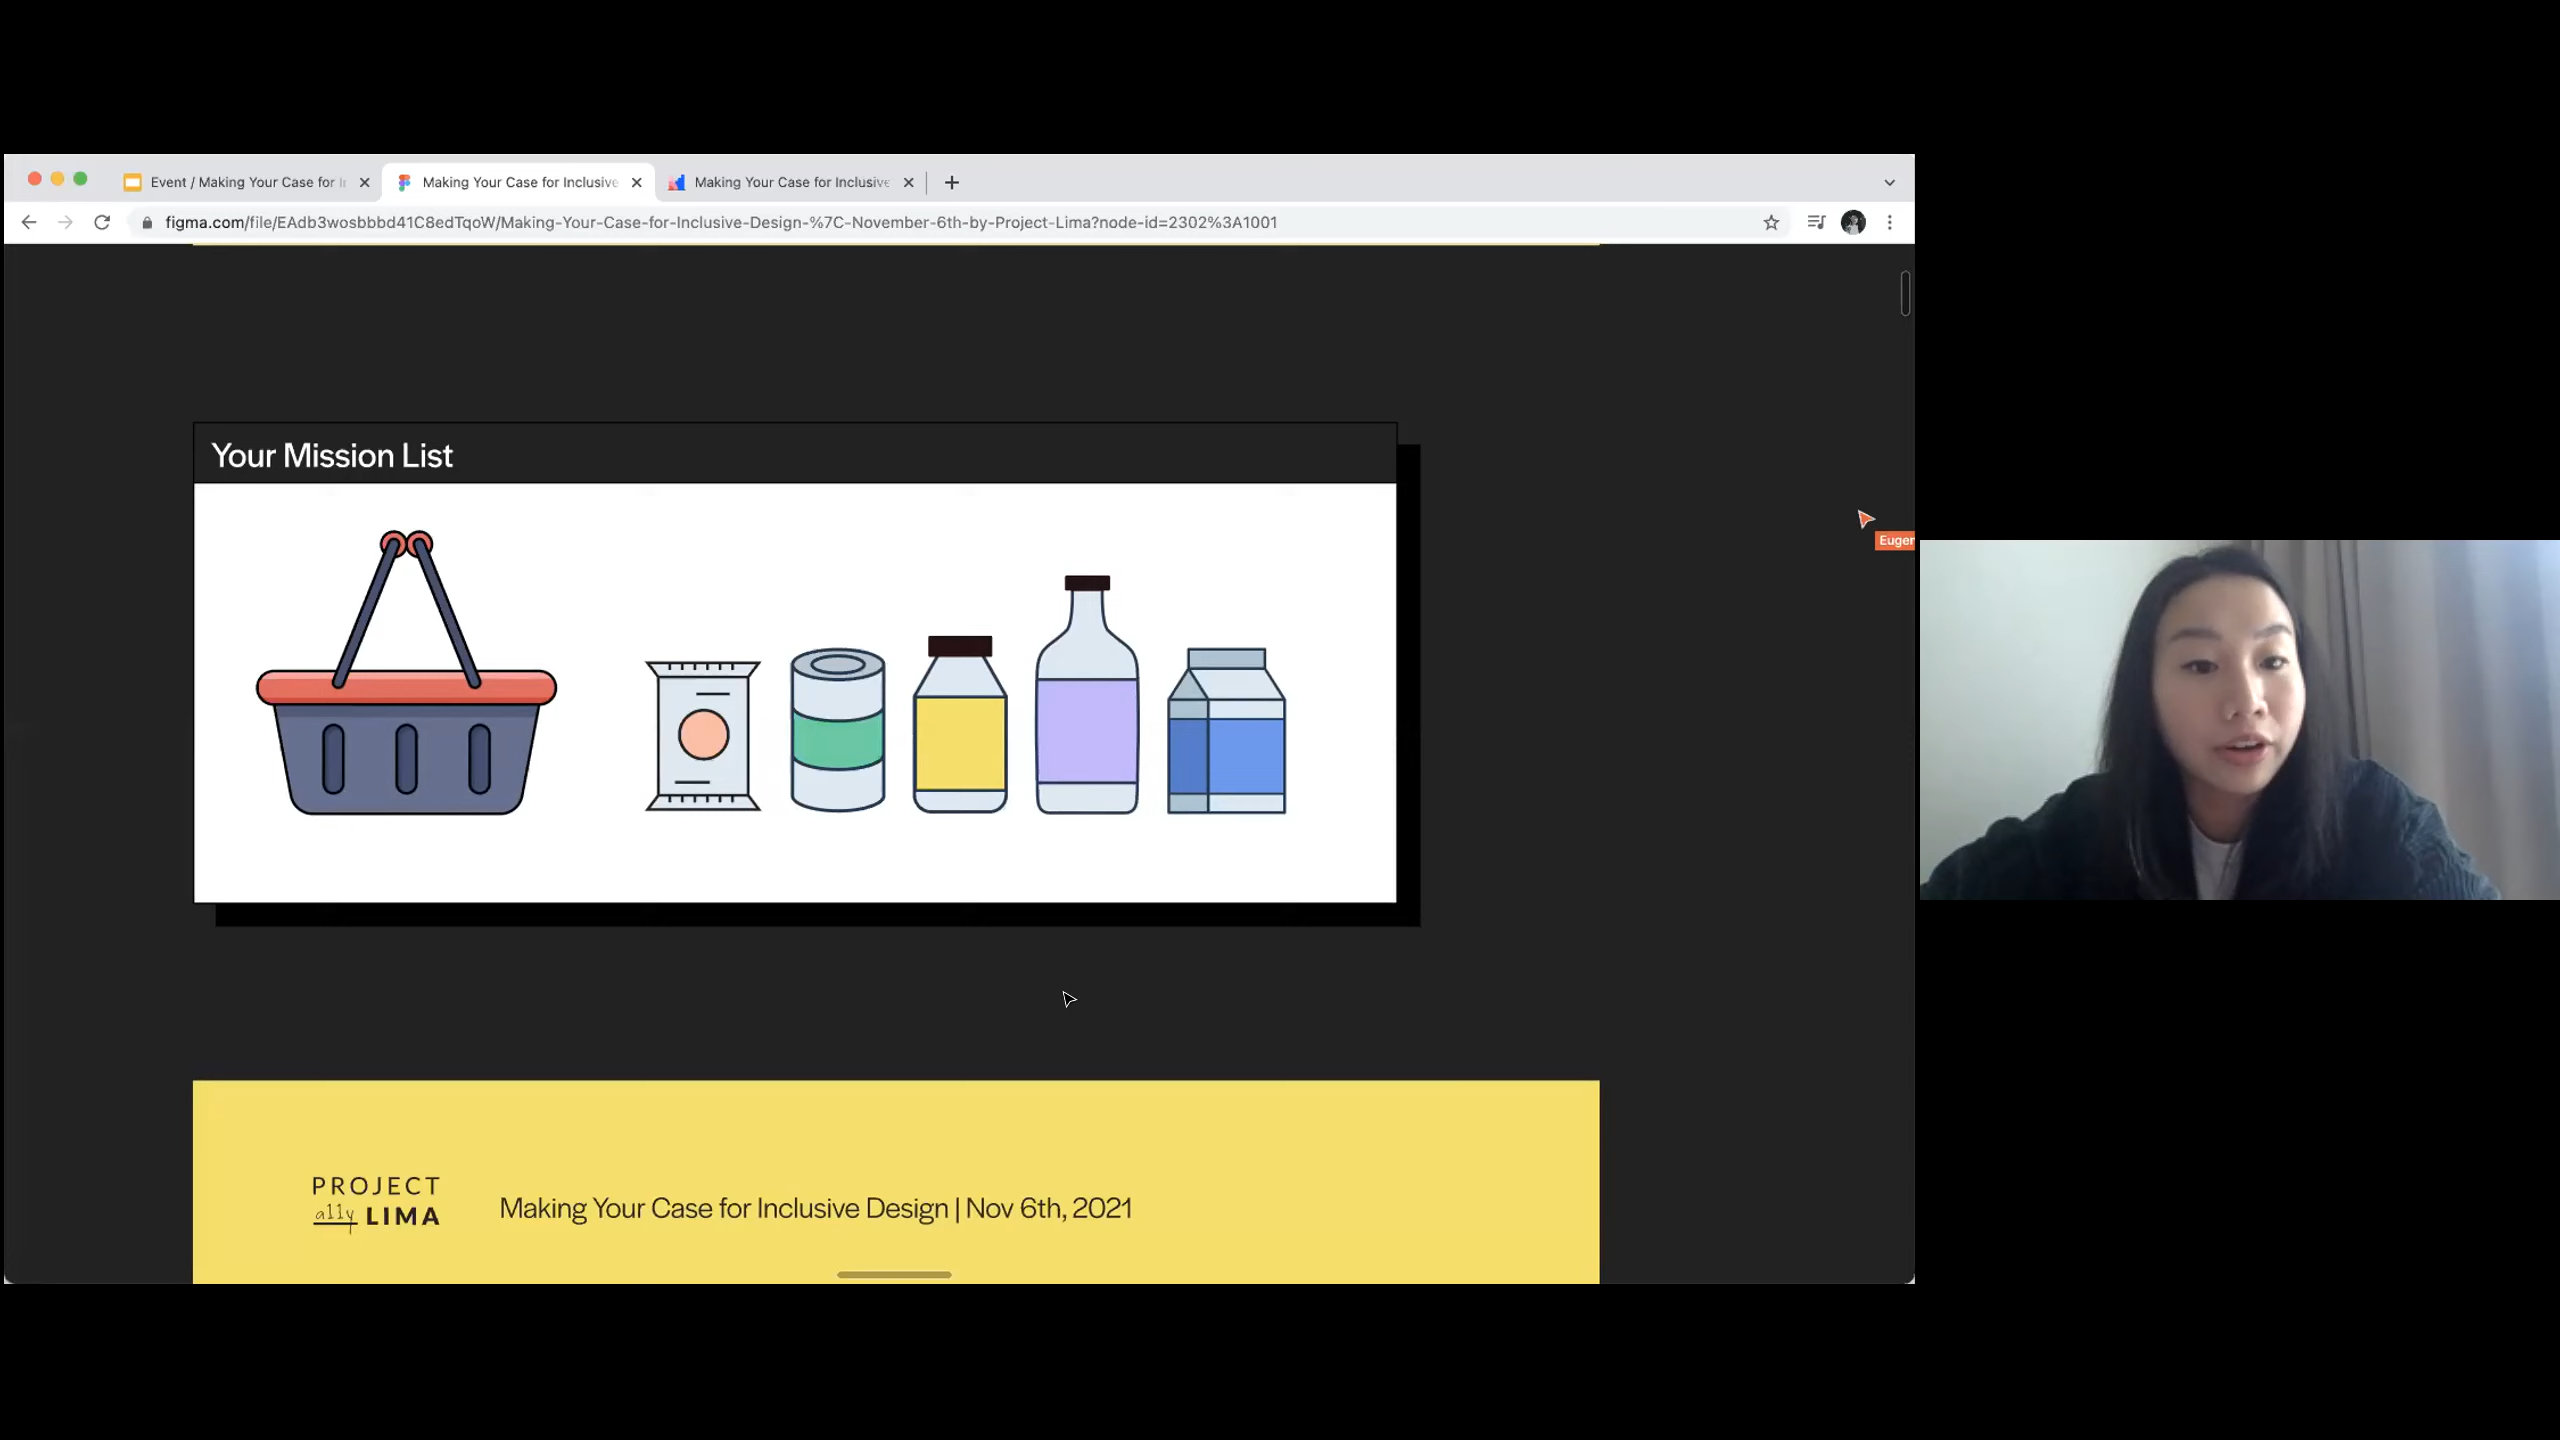 Event / Making Your Case for I
Making Your Case for Inclusive
Making Your Case for Inclusive
figma.com/file/EAdb3wosbbbd41C8edTqoW/Making-Your-Case-for-Inclusive-Design-%7C-November-6th-by-Project-Lima?node-id=2302%3A1001
Your Mission List
Euger
PROJECT
a11y LIMA
Making Your Case for Inclusive Design | Nov 6th, 2021